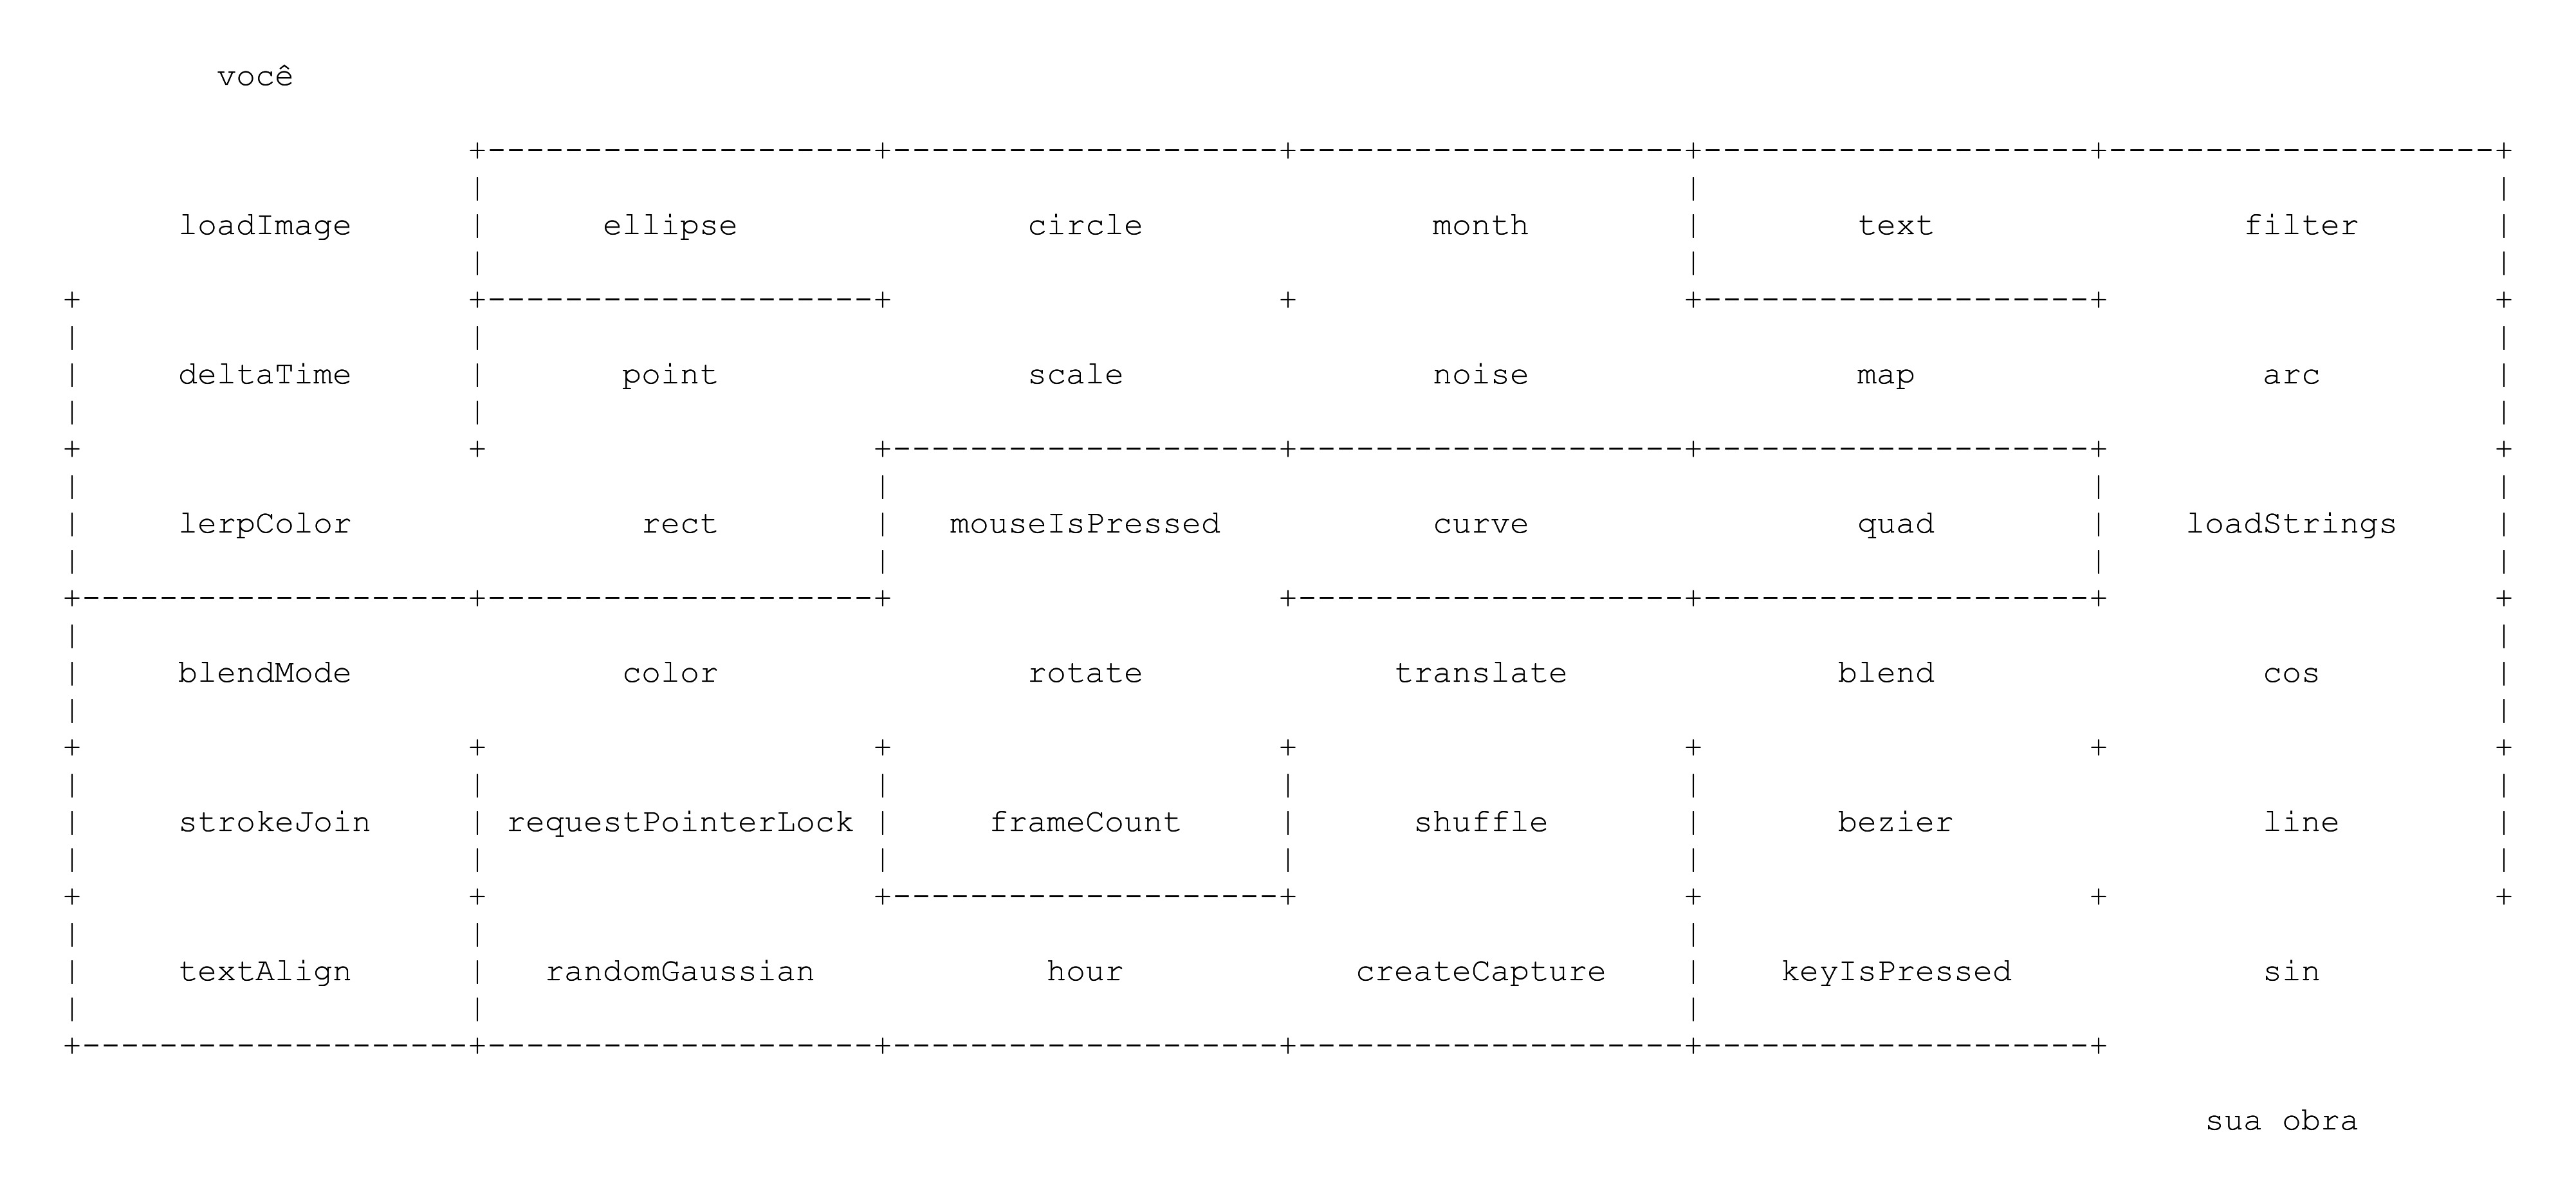 você
loadImage ellipse circle month text filter
deltaTime point scale noise map arc
lerpColor rect mouseIsPressed curve quad loadStrings
blendMode color rotate translate blend cos
strokeJoin requestPointerLock frameCount shuffle bezier line
textAlign randomGaussian hour createCapture keyIsPressed sin
sua obra